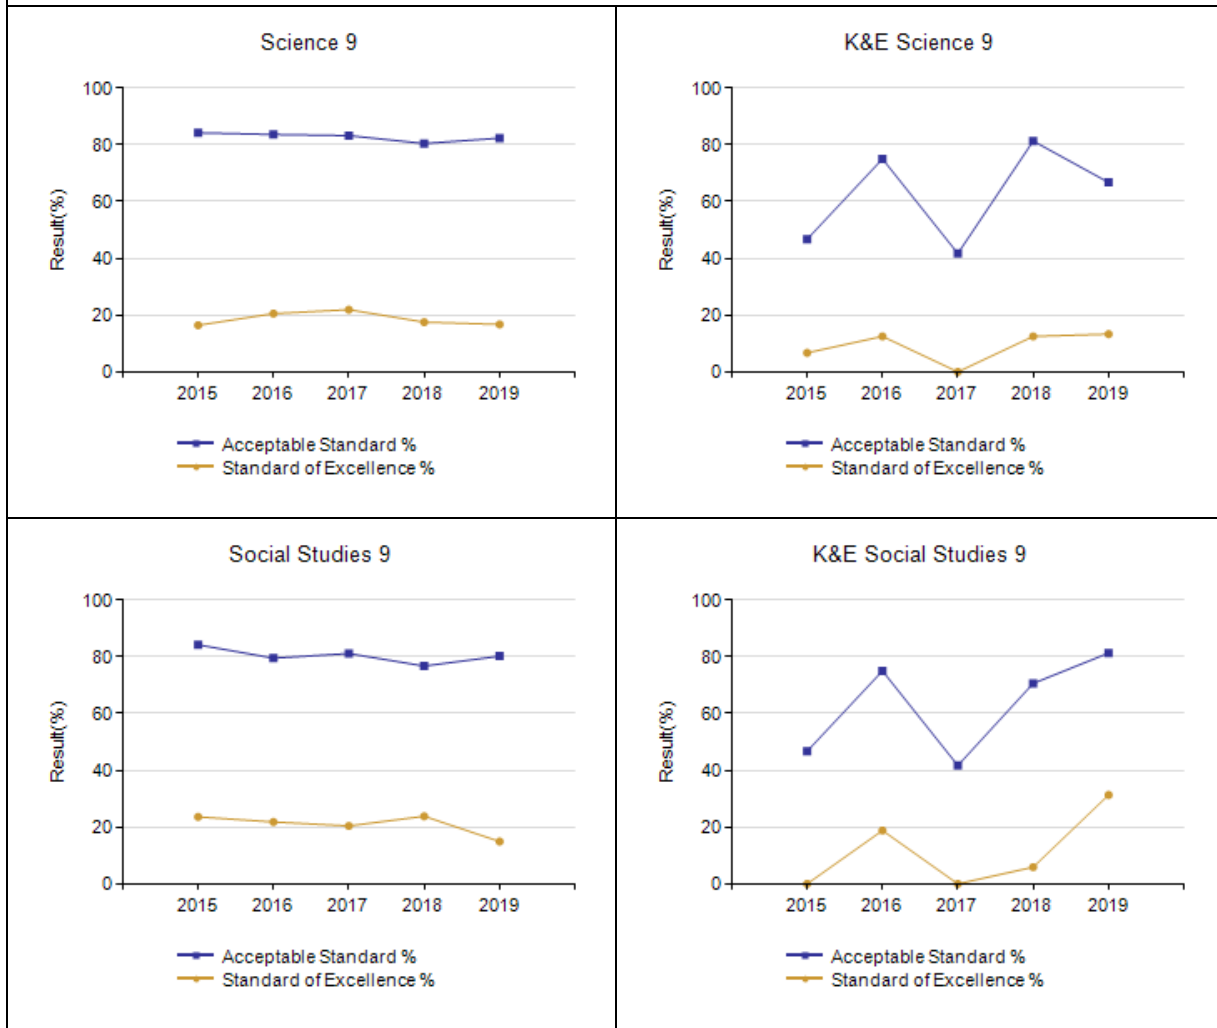 Science 9
100
80
60
40
20
0
Result(%)
2015 2016 2017 2018 2019
Acceptable Standard %
Standard of Excellence %
K&E Science 9
100
80
60
40
20
0
Result(%)
2015 2016 2017 2018 2019
Acceptable Standard %
Standard of Excellence %
Social Studies 9
100
80
60
40
20
0
Result(%)
2015 2016 2017 2018 2019
Acceptable Standard %
Standard of Excellence %
K&E Social Studies 9
100
80
60
40
20
0
Result(%)
2015 2016 2017 2018 2019
Acceptable Standard %
Standard of Excellence %